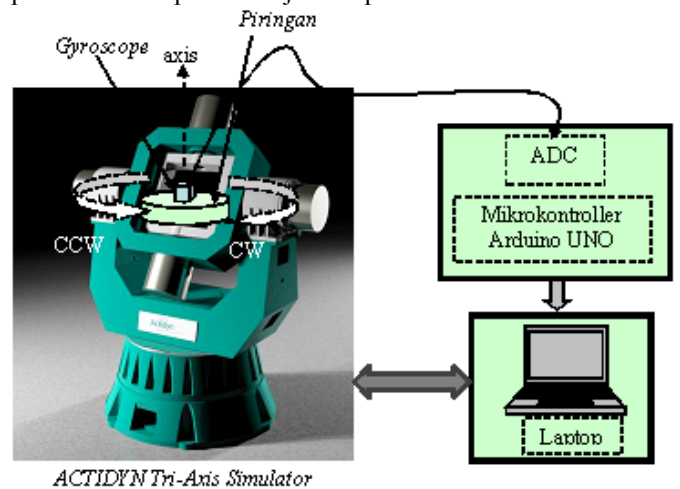 Piringan
Gyroscope
axis
ADC
Mikrokontroller
Arduino UNO
CCW
CW
Laptop
ACTIDYN Tri-Axis Simulator